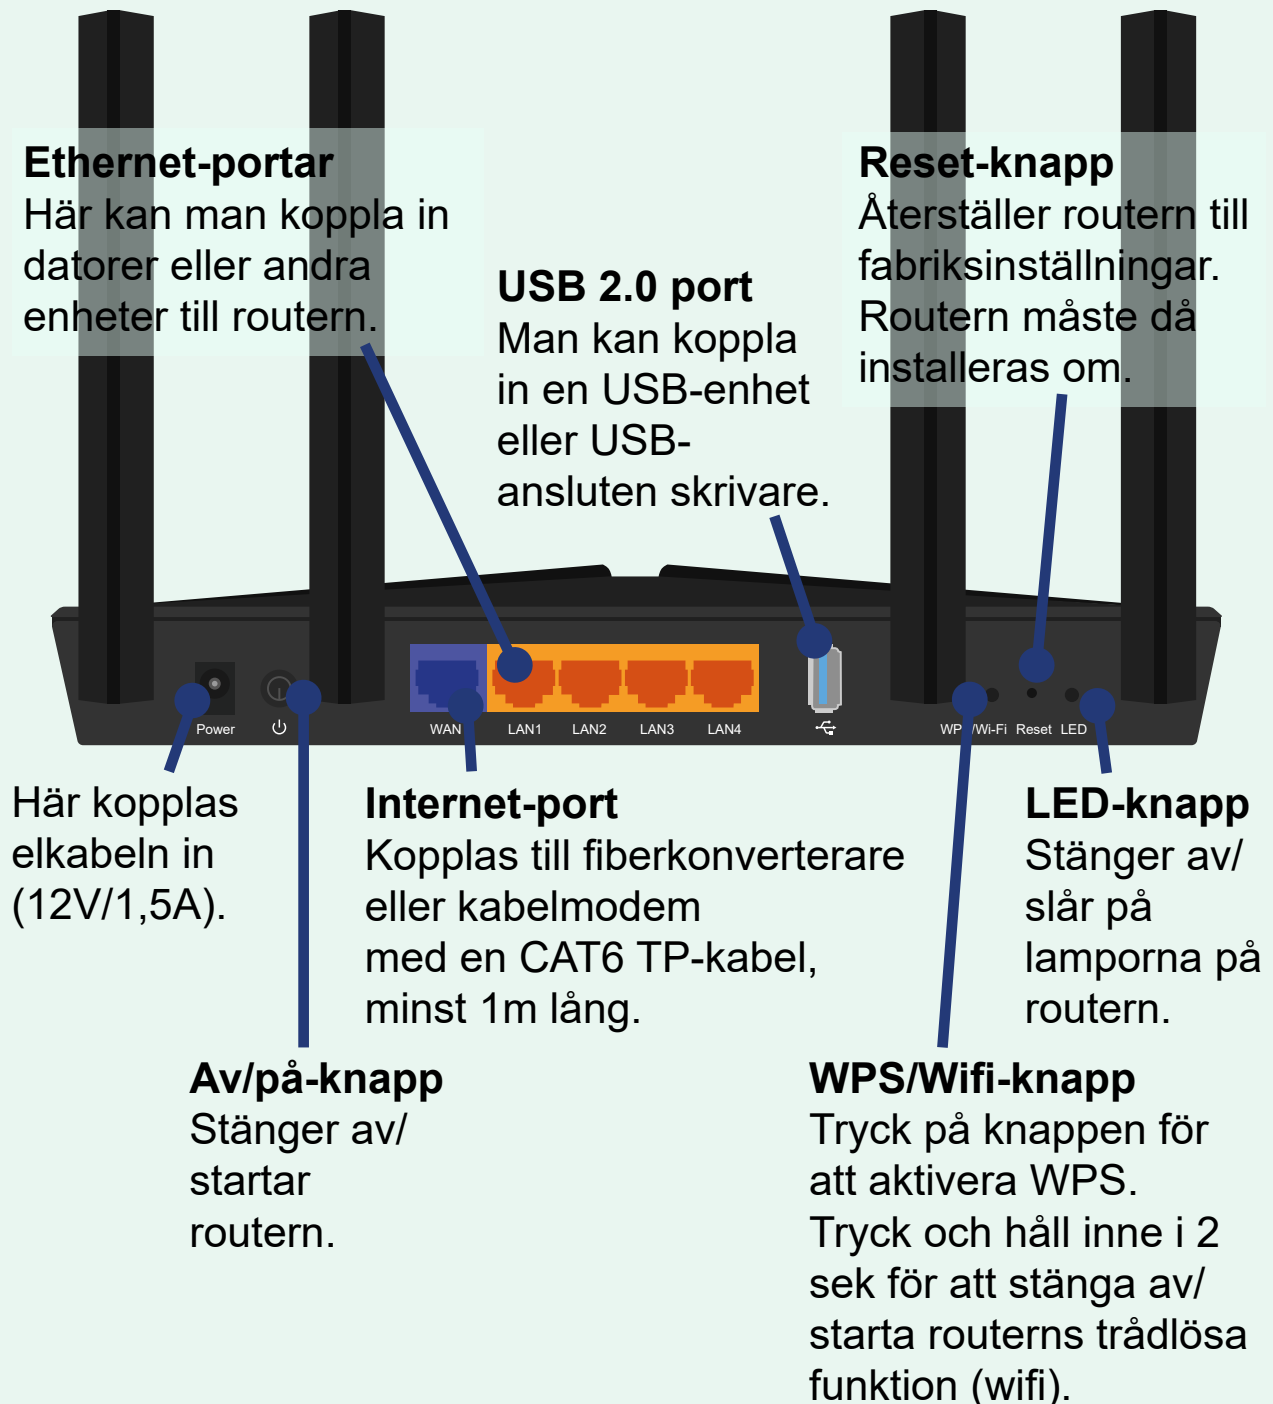 Ethernet-portar
Här kan man koppla in
datorer eller andra
enheter till routern.
USB 2.0 port
Man kan koppla
in en USB-enhet
eller USB-
ansluten skrivare.
Reset-knapp
Återställer routern till
fabriksinställningar.
Routern måste då
installeras om.
Power
WAN
LAN1
LAN2
LAN3
LAN4
WPS/Wi-Fi
Reset
LED
Här kopplas
elkabeln in
(12V/1,5A).
Internet-port
Kopplas till fiberkonverterare
eller kabelmodem
med en CAT6 TP-kabel,
minst 1m lång.
LED-knapp
Stänger av/
slår på
lamporna på
routern.
Av/på-knapp
Stänger av/
startar
routern.
WPS/Wifi-knapp
Tryck på knappen för
att aktivera WPS.
Tryck och håll inne i 2
sek för att stänga av/
starta routerns trådlösa
funktion (wifi).